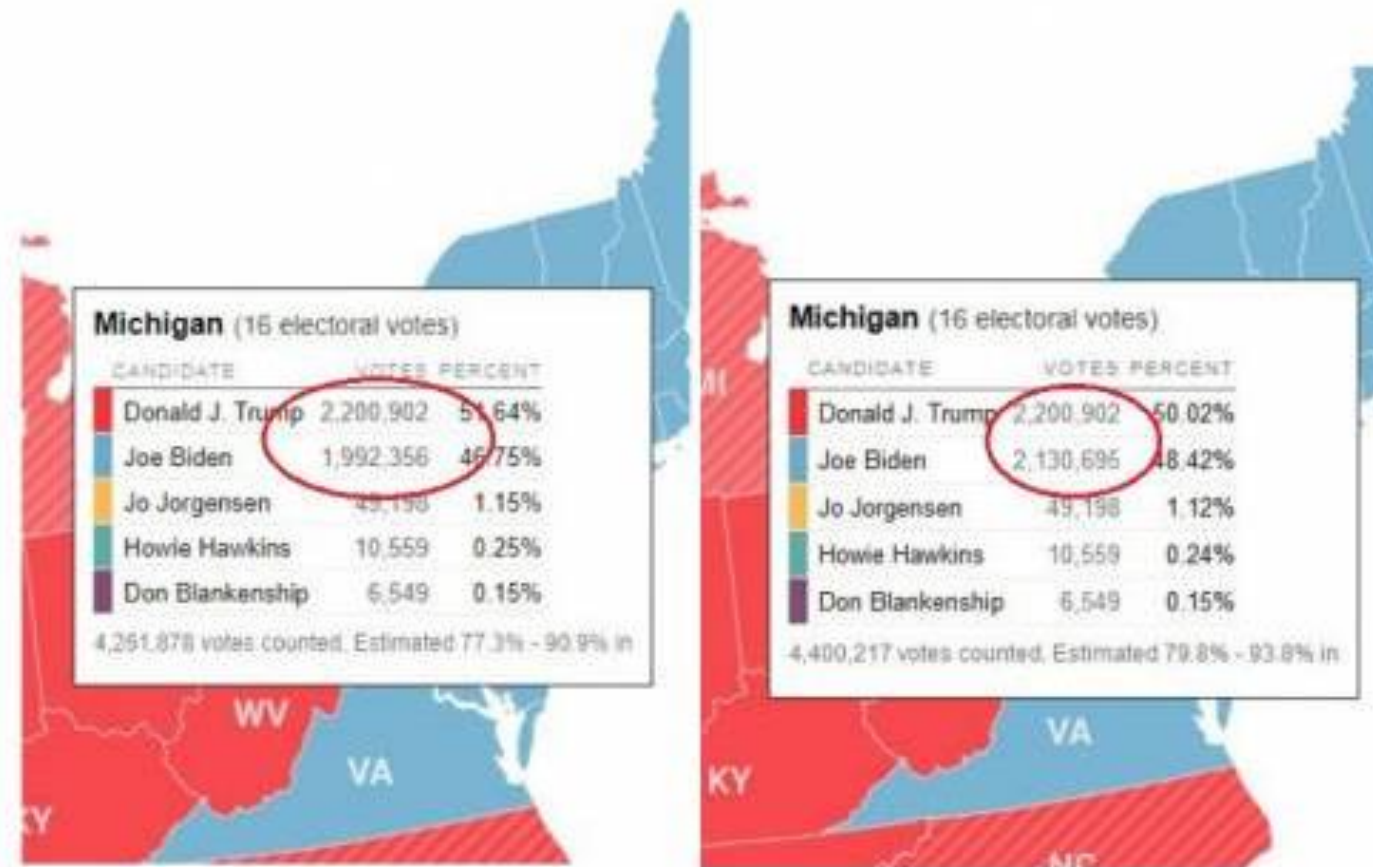 Michigan (16 electoral votes)
CANDIDATE VOTES PERCENT
Donald J. Trump 2,200,902 51.64%
Joe Biden 1,992,356 46.75%
Jo Jorgensen 49,198 1.15%
Howie Hawkins 10,559 0.25%
Don Blankenship 6,549 0.15%
4,261,878 votes counted. Estimated 77.3% - 90.9% in
WV
VA
KY
MI
Michigan (16 electoral votes)
CANDIDATE VOTES PERCENT
Donald J. Trump 2,200,902 50.02%
Joe Biden 2,130,695 48.42%
Jo Jorgensen 49,198 1.12%
Howie Hawkins 10,559 0.24%
Don Blankenship 6,549 0.15%
4,400,217 votes counted. Estimated 79.8% - 93.8% in
VA
KY
NC